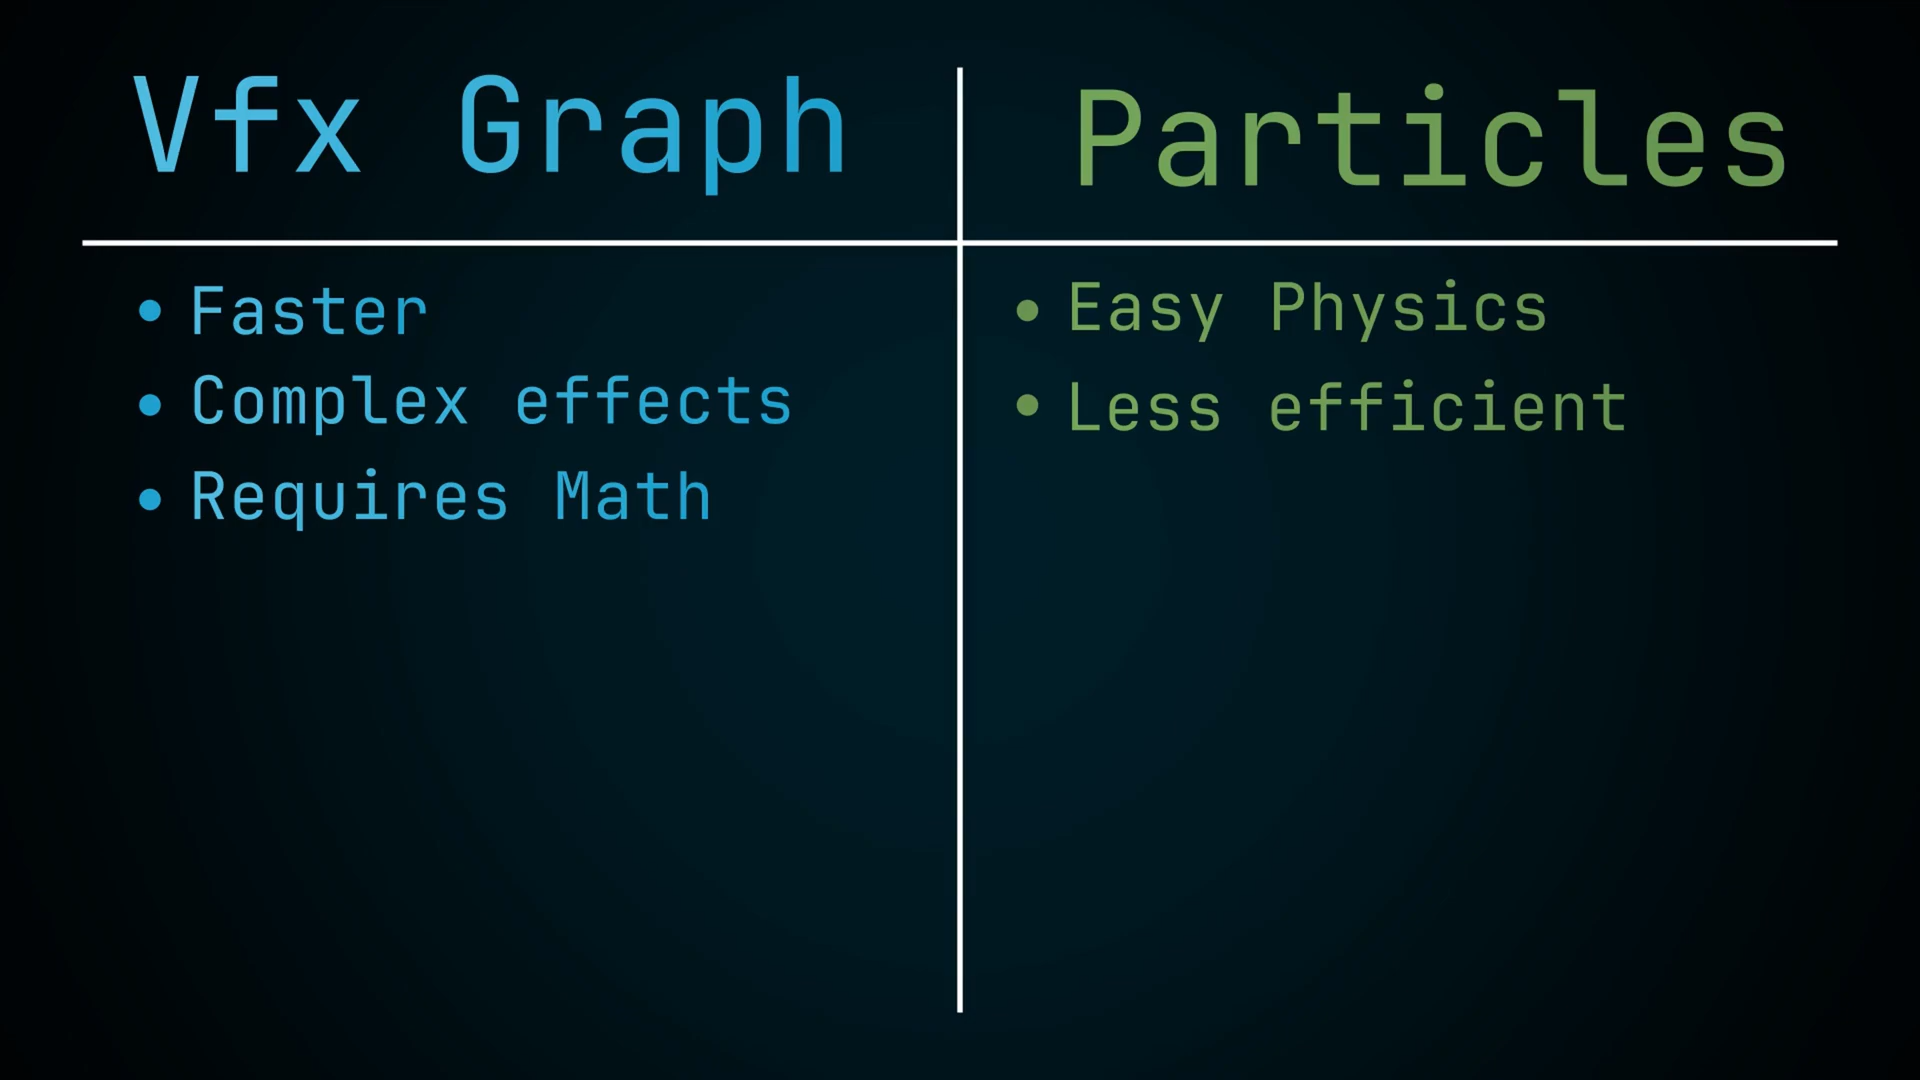 Vfx Graph
Particles
• Faster
• Complex effects
• Requires Math
• Easy Physics
• Less efficient